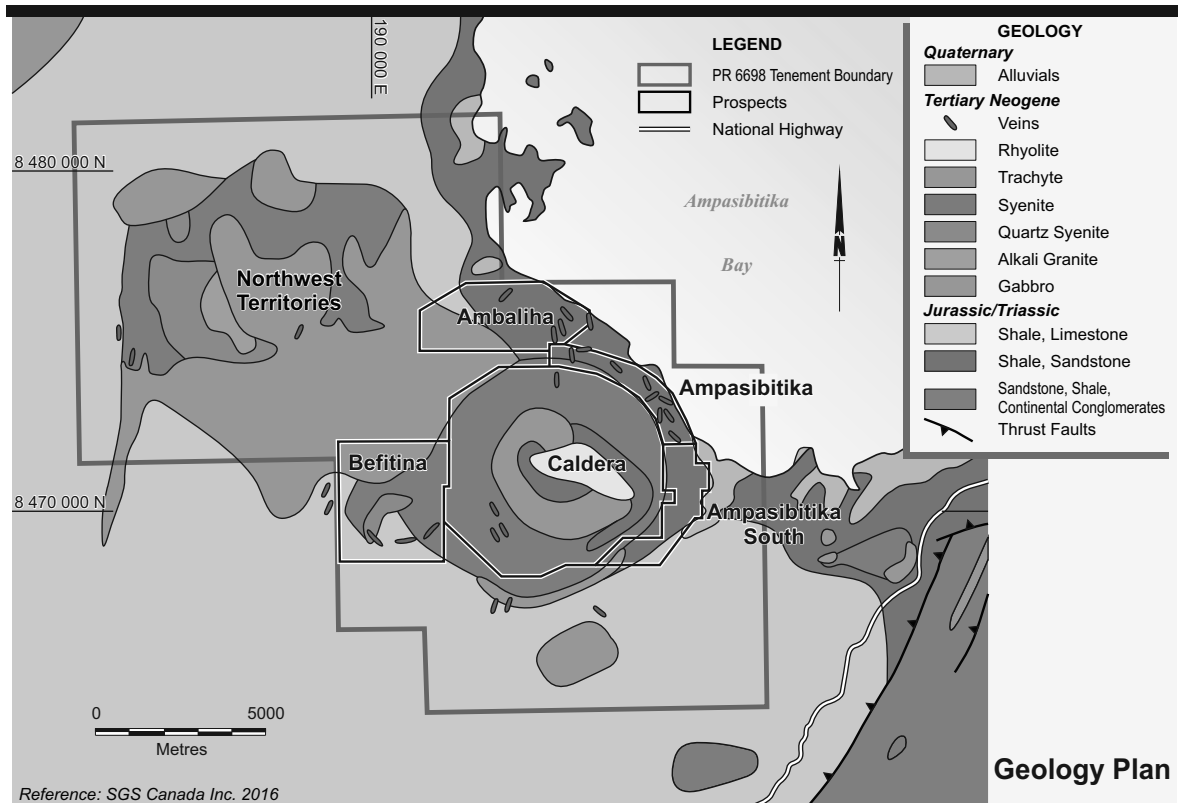 190 000 E
8 480 000 N
8 470 000 N
LEGEND
PR 6698 Tenement Boundary
Prospects
National Highway
Ampasibitika
Bay
N
Northwest
Territories
Ambaliha
Ampasibitika
Befitina
Caldera
Ampasibitika
South
0 5000
Metres
Reference: SGS Canada Inc. 2016
GEOLOGY
Quaternary
Alluvials
Tertiary Neogene
Veins
Rhyolite
Trachyte
Syenite
Quartz Syenite
Alkali Granite
Gabbro
Jurassic/Triassic
Shale, Limestone
Shale, Sandstone
Sandstone, Shale,
Continental Conglomerates
Thrust Faults
Geology Plan